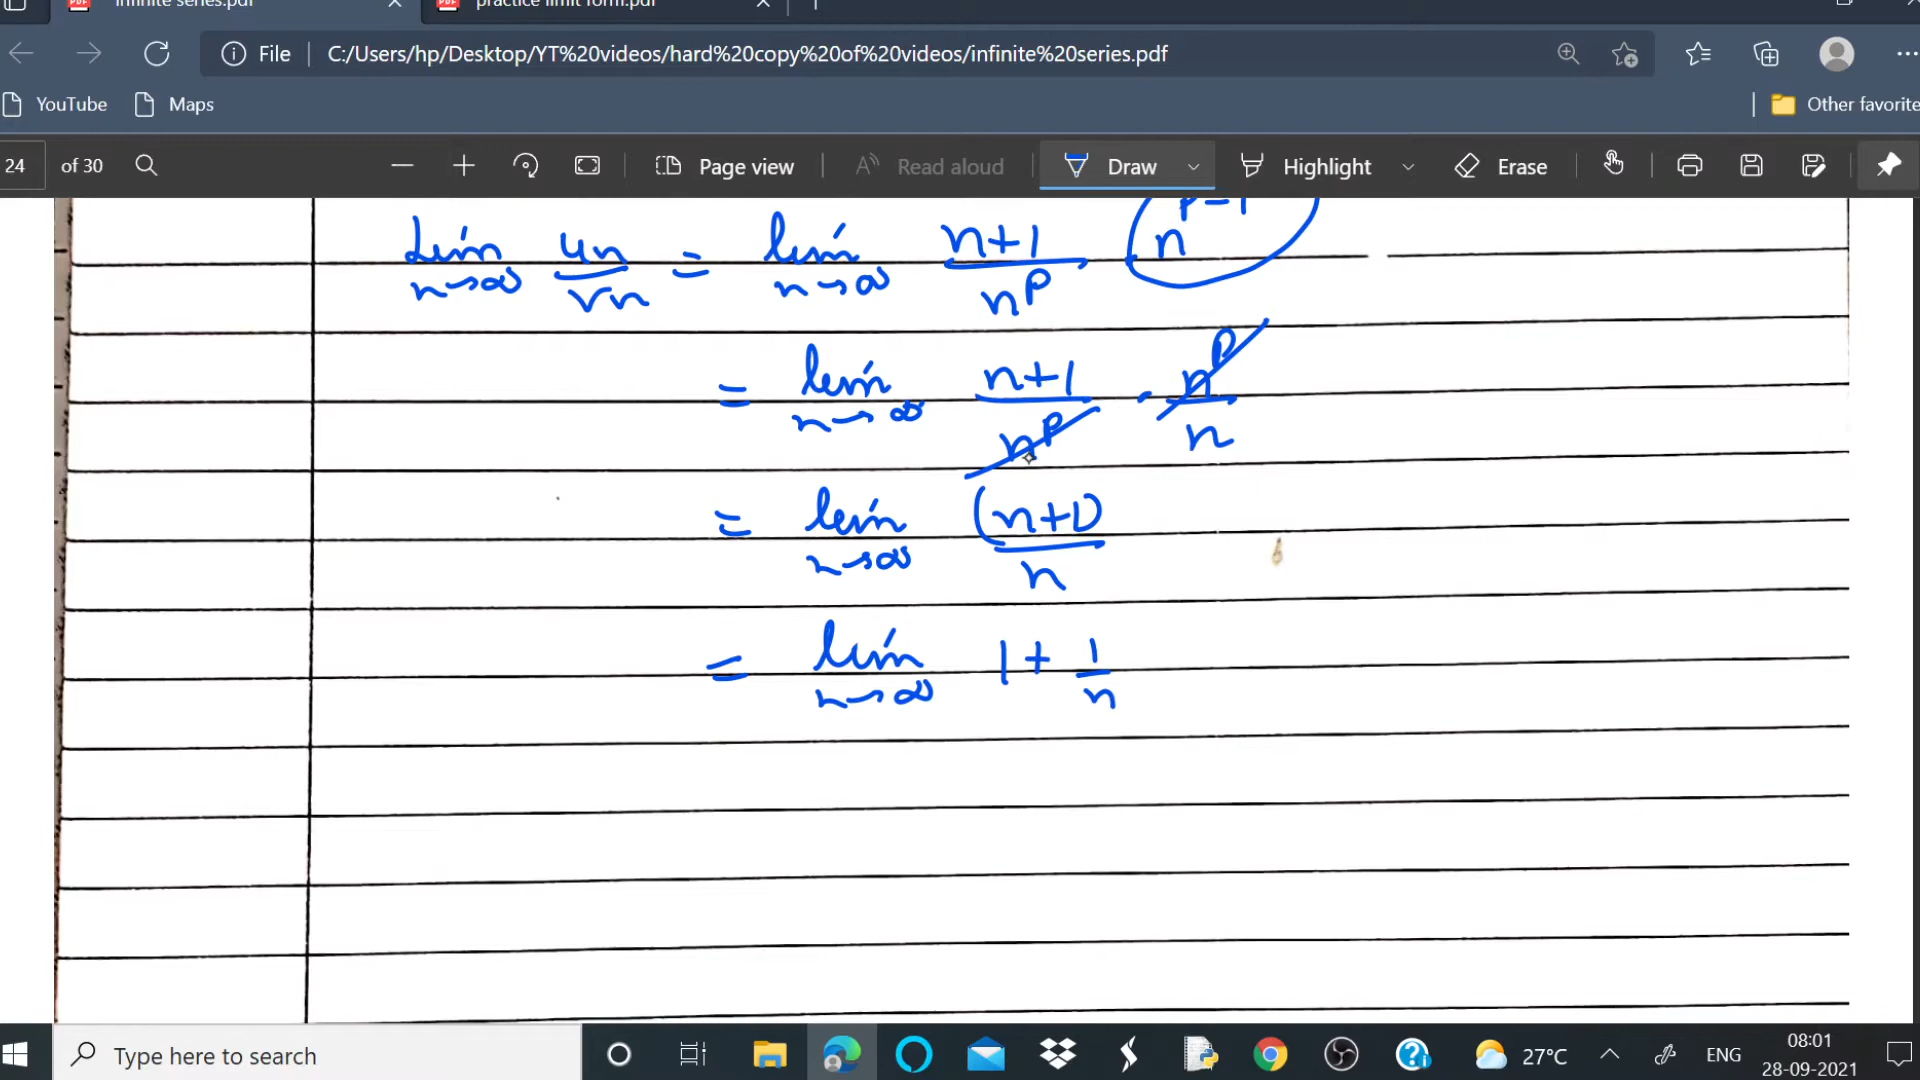 infinite series.pdf
practice limit form.pdf
File C:/Users/hp/Desktop/YT%20videos/hard%20copy%20of%20videos/infinite%20series.pdf
YouTube Maps Other favorite
24 of 30 Page view Read aloud Draw Highlight Erase
Lim n→∞ un/vn = lim n→∞ (n+1)/n^p n^(p-1)
= lim n→∞ (n+1)/n^p · n^p/n
= lim n→∞ (n+1)/n
= lim n→∞ 1 + 1/n
Type here to search 27°C ENG 08:01
28-09-2021